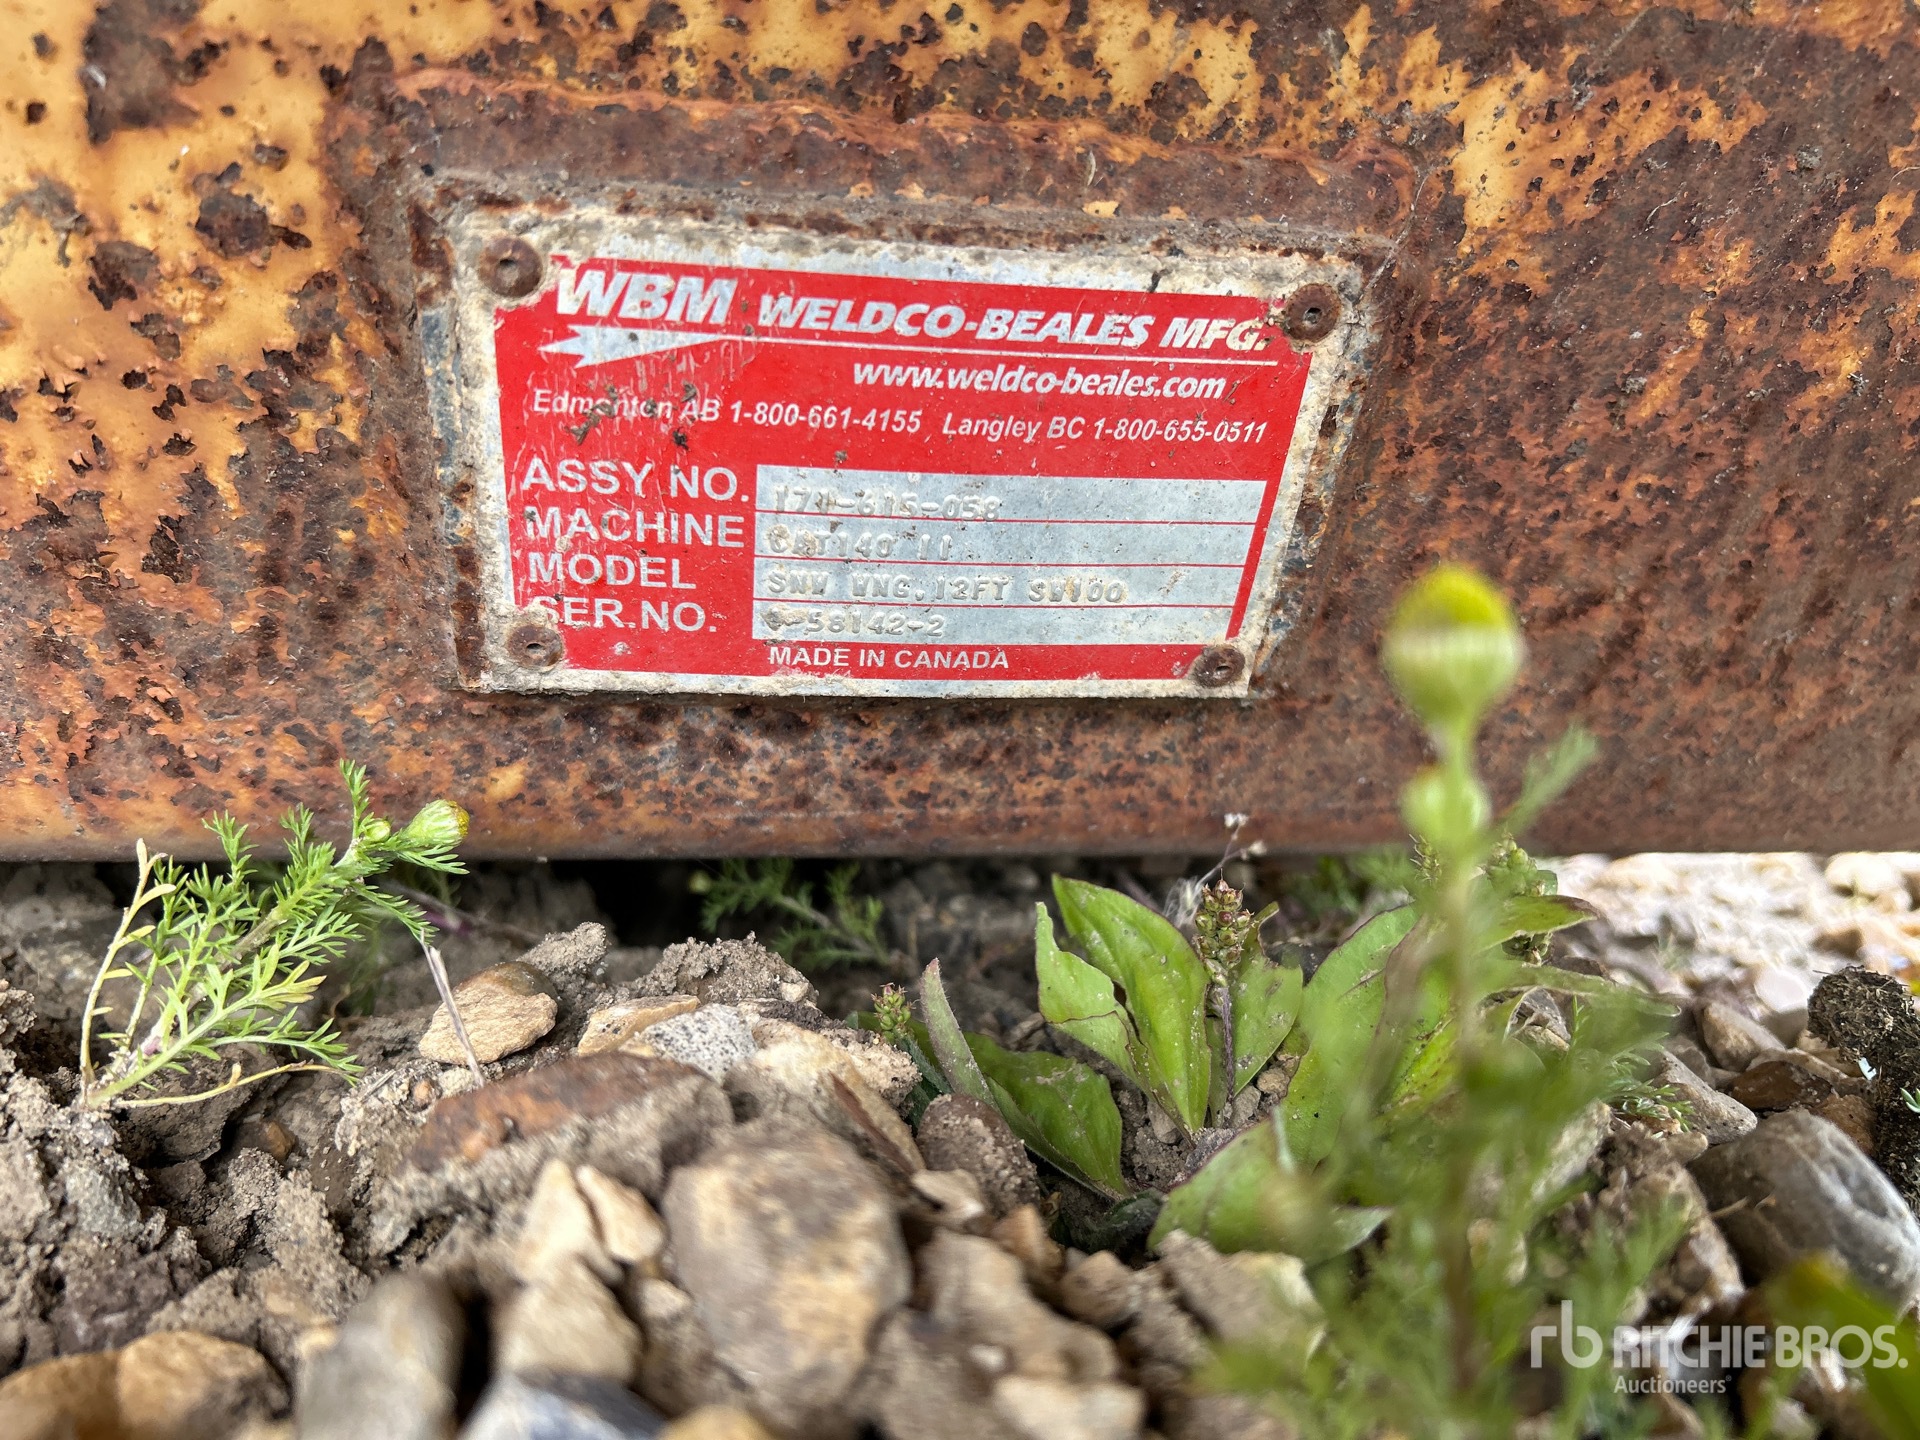 WBM WELDCO-BEALES MFG.
www.weldco-beales.com
Edmonton AB 1-800-661-4155 Langley BC 1-800-655-0511
ASSY NO.
MACHINE CAT140 II
MODEL SNW WNG,12FT SW100
SER.NO.
MADE IN CANADA
rb RITCHIE BROS.
Auctioneers